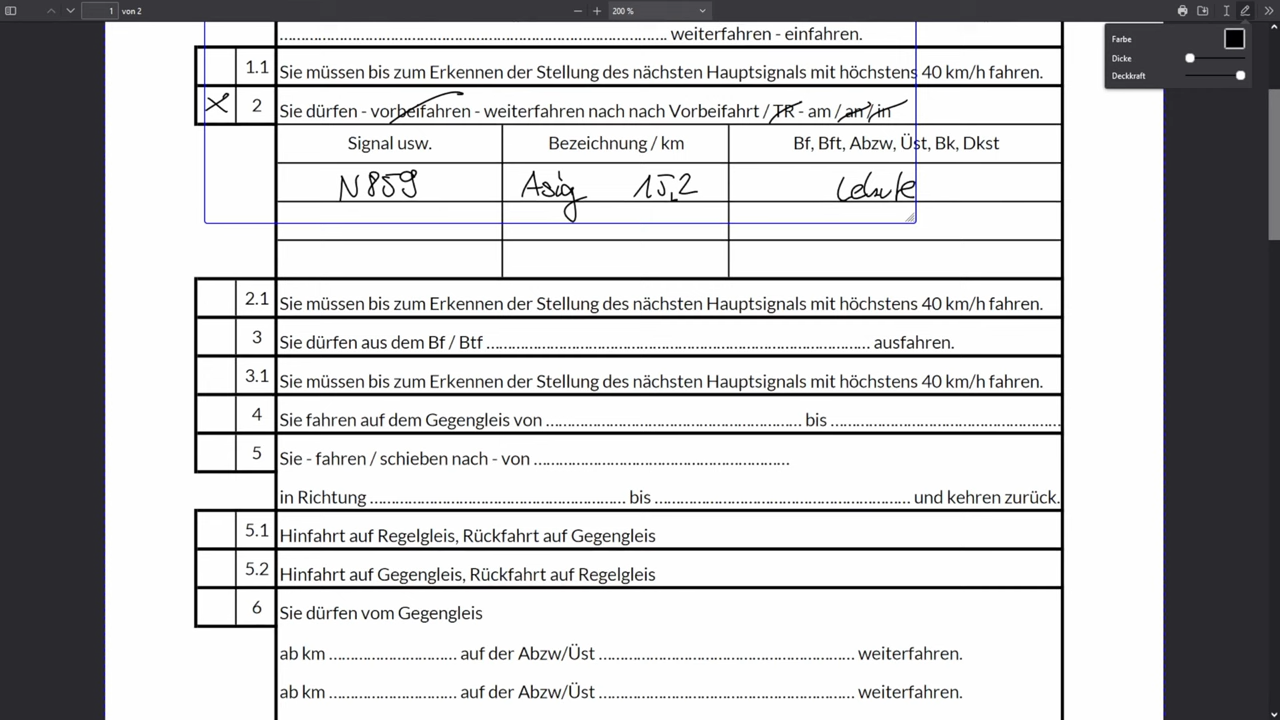 1 von 2 200 %
Farbe
Dicke
Deckkraft
........................................ weiterfahren - einfahren.
1.1 Sie müssen bis zum Erkennen der Stellung des nächsten Hauptsignals mit höchstens 40 km/h fahren.
X 2 Sie dürfen - vorbeifahren - weiterfahren nach nach Vorbeifahrt / TR - am / an / in
Signal usw. Bezeichnung / km Bf, Bft, Abzw, Üst, Bk, Dkst
N859 Asig 15,2 Lehrte
2.1 Sie müssen bis zum Erkennen der Stellung des nächsten Hauptsignals mit höchstens 40 km/h fahren.
3 Sie dürfen aus dem Bf / Btf ........................................ ausfahren.
3.1 Sie müssen bis zum Erkennen der Stellung des nächsten Hauptsignals mit höchstens 40 km/h fahren.
4 Sie fahren auf dem Gegengleis von ........................................ bis ........................................
5 Sie - fahren / schieben nach - von ........................................
in Richtung ........................................ bis ........................................ und kehren zurück.
5.1 Hinfahrt auf Regelgleis, Rückfahrt auf Gegengleis
5.2 Hinfahrt auf Gegengleis, Rückfahrt auf Regelgleis
6 Sie dürfen vom Gegengleis
ab km .................... auf der Abzw/Üst ........................................ weiterfahren.
ab km .................... auf der Abzw/Üst ........................................ weiterfahren.